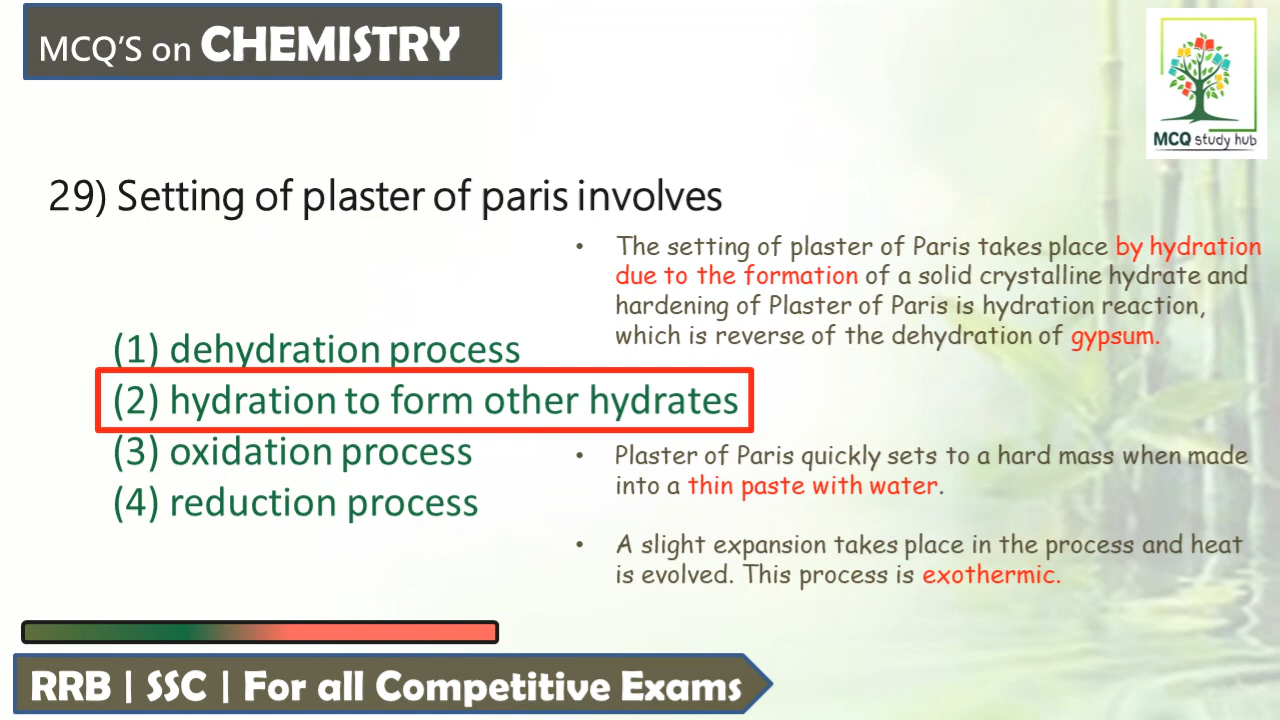 MCQ'S on CHEMISTRY
MCQ study hub
29) Setting of plaster of paris involves
(1) dehydration process
(2) hydration to form other hydrates
(3) oxidation process
(4) reduction process
• The setting of plaster of Paris takes place by hydration
due to the formation of a solid crystalline hydrate and
hardening of Plaster of Paris is hydration reaction,
which is reverse of the dehydration of gypsum.
• Plaster of Paris quickly sets to a hard mass when made
into a thin paste with water.
• A slight expansion takes place in the process and heat
is evolved. This process is exothermic.
RRB | SSC | For all Competitive Exams